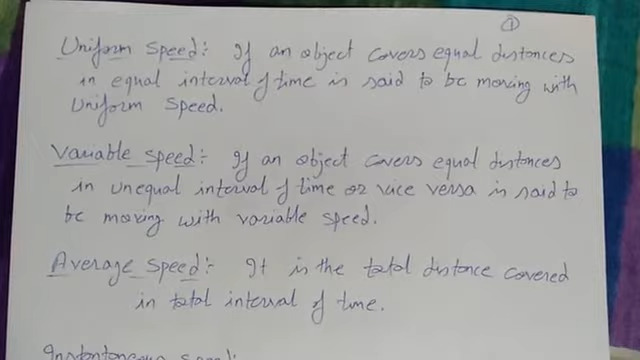 ①
Uniform Speed:- If an object covers equal distances
in equal interval of time is said to be moving with
Uniform Speed.
Variable Speed:- If an object covers equal distances
in unequal interval of time or vice versa is said to
be moving with variable speed.
Average Speed:- It is the total distance covered
in total interval of time.
Instantaneous Speed: